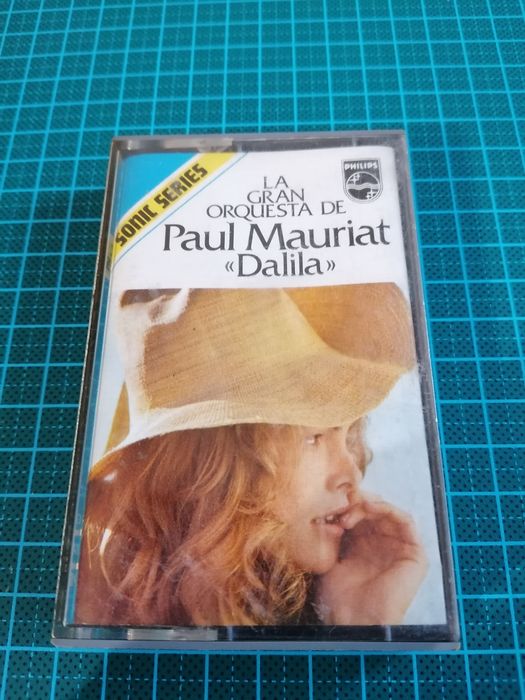 SONIC SERIES
LA
GRAN
ORQUESTA DE
Paul Mauriat
«Dalila»
PHILIPS